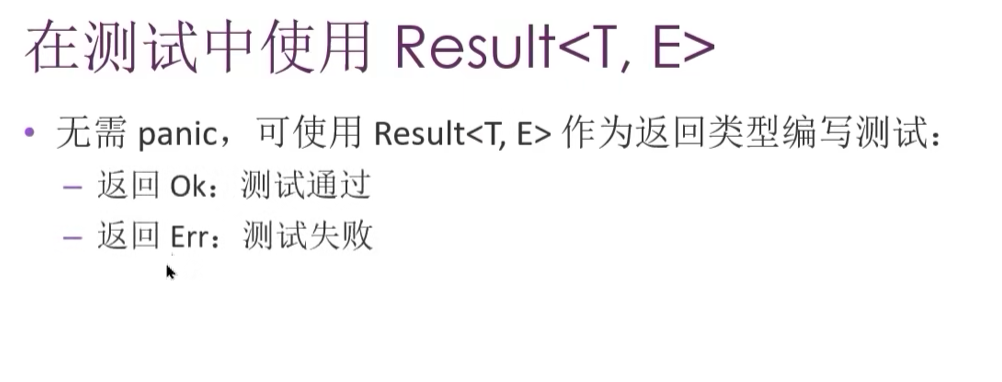 在测试中使用 Result<T, E>
• 无需 panic，可使用 Result<T, E> 作为返回类型编写测试：
– 返回 Ok：测试通过
– 返回 Err：测试失败